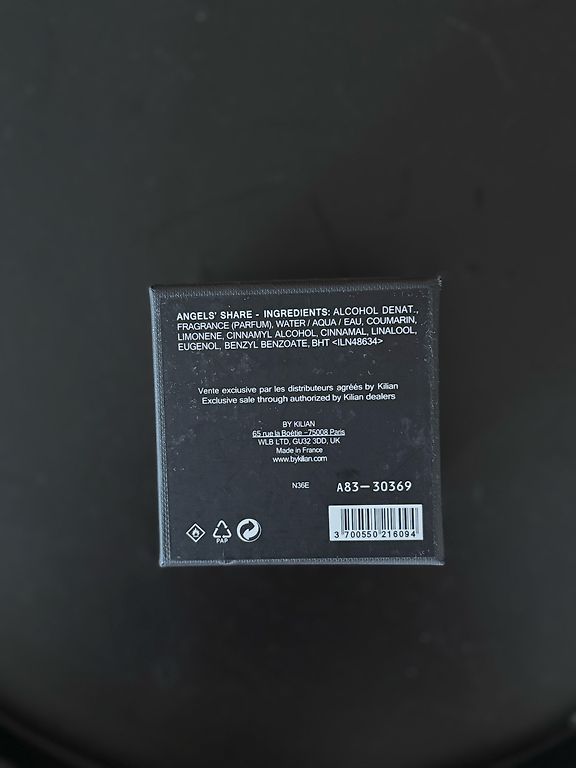 ANGELS' SHARE - INGREDIENTS: ALCOHOL DENAT.,
FRAGRANCE (PARFUM), WATER / AQUA / EAU, COUMARIN,
LIMONENE, CINNAMYL ALCOHOL, CINNAMAL, LINALOOL,
EUGENOL, BENZYL BENZOATE, BHT <ILN48634>
Vente exclusive par les distributeurs agréés by Kilian
Exclusive sale through authorized by Kilian dealers
BY KILIAN
65 rue la Boëtie –75008 Paris
WLB LTD, GU32 3DD, UK
Made in France
www.bykilian.com
N36E
A83–30369
PAP
3 700550 216094